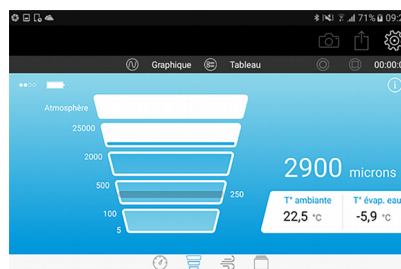 71% 09:2
Graphique Tableau 00:00:0
Atmosphère
25000
2000
500
250
100
5
2900 microns
T° ambiante T° évap. eau
22,5 °C -5,9 °C